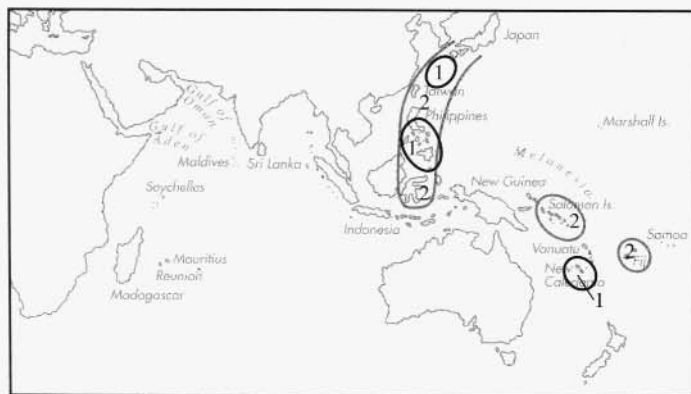 Japan
1
Taiwan
2
Philippines
Gulf of
Oman
Gulf of
Aden
Marshall Is.
1
Maldives
Sri Lanka
Melanesia
New Guinea
Seychelles
2
Solomon Is.
2
Indonesia
Samoa
Vanuatu
2
Fiji
Mauritius
Reunion
New
Caledonia
Madagascar
1